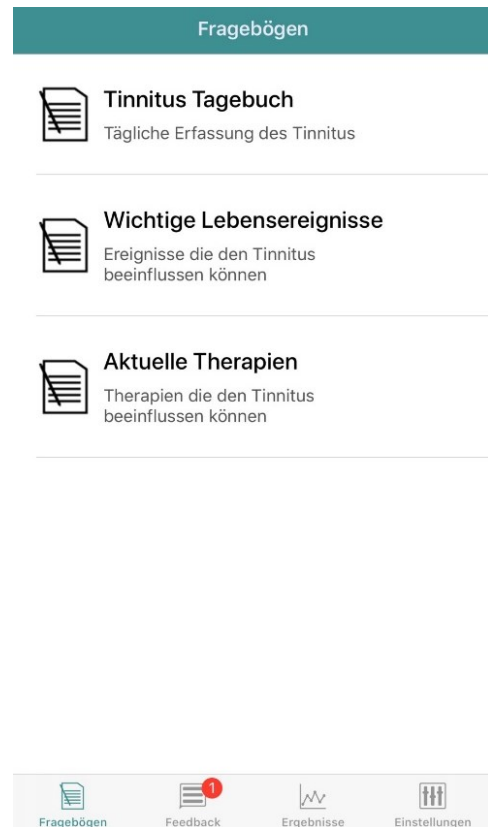 Fragebögen
Tinnitus Tagebuch
Tägliche Erfassung des Tinnitus
Wichtige Lebensereignisse
Ereignisse die den Tinnitus
beeinflussen können
Aktuelle Therapien
Therapien die den Tinnitus
beeinflussen können
1
Fragebögen Feedback Ergebnisse Einstellungen